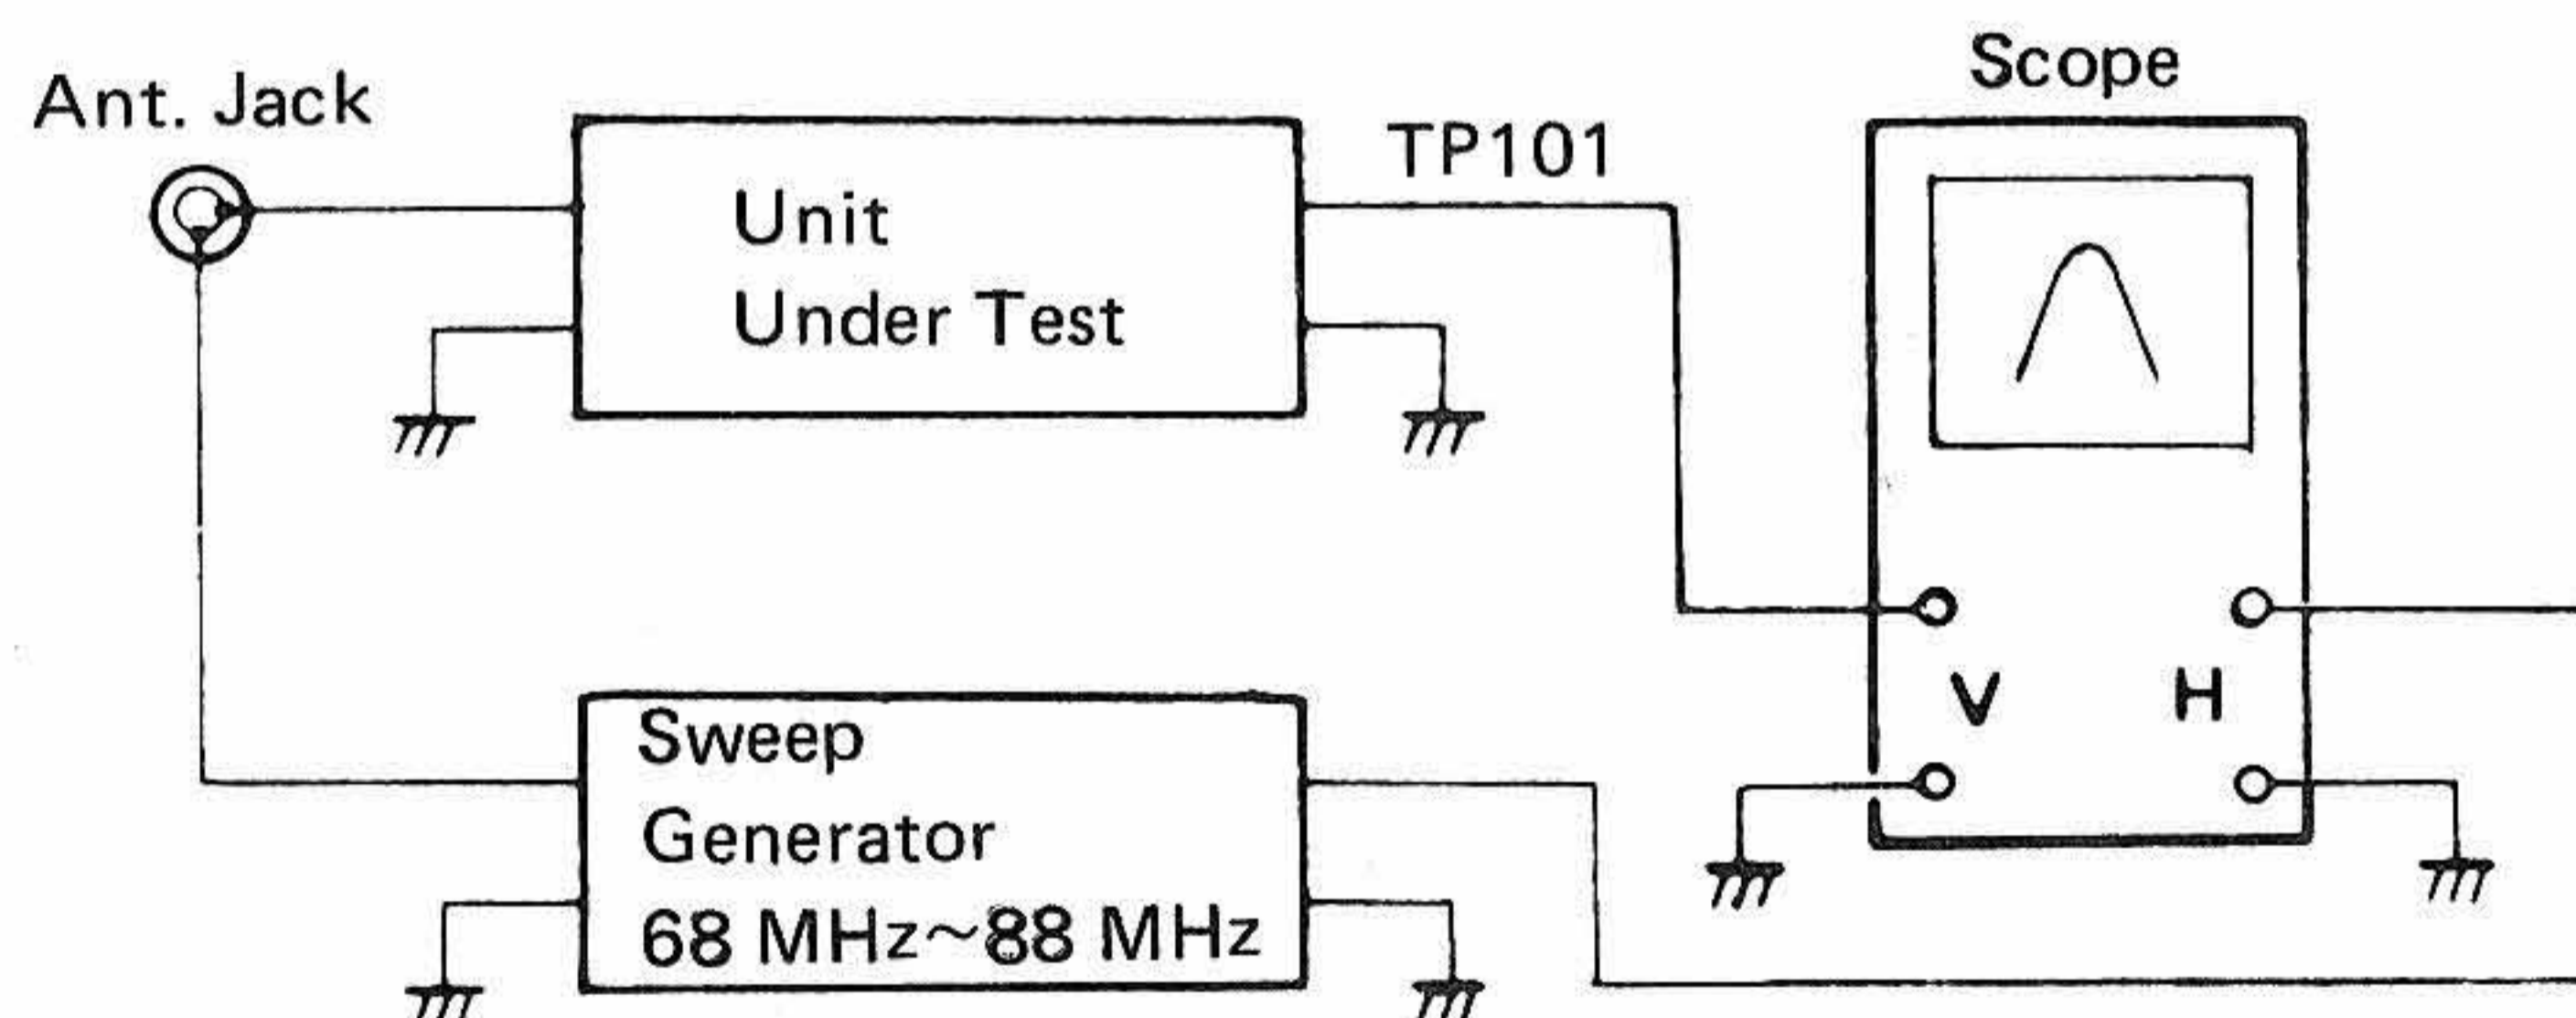 Scope
Ant. Jack
TP101
Unit
Under Test
V H
Sweep
Generator
68 MHz~88 MHz